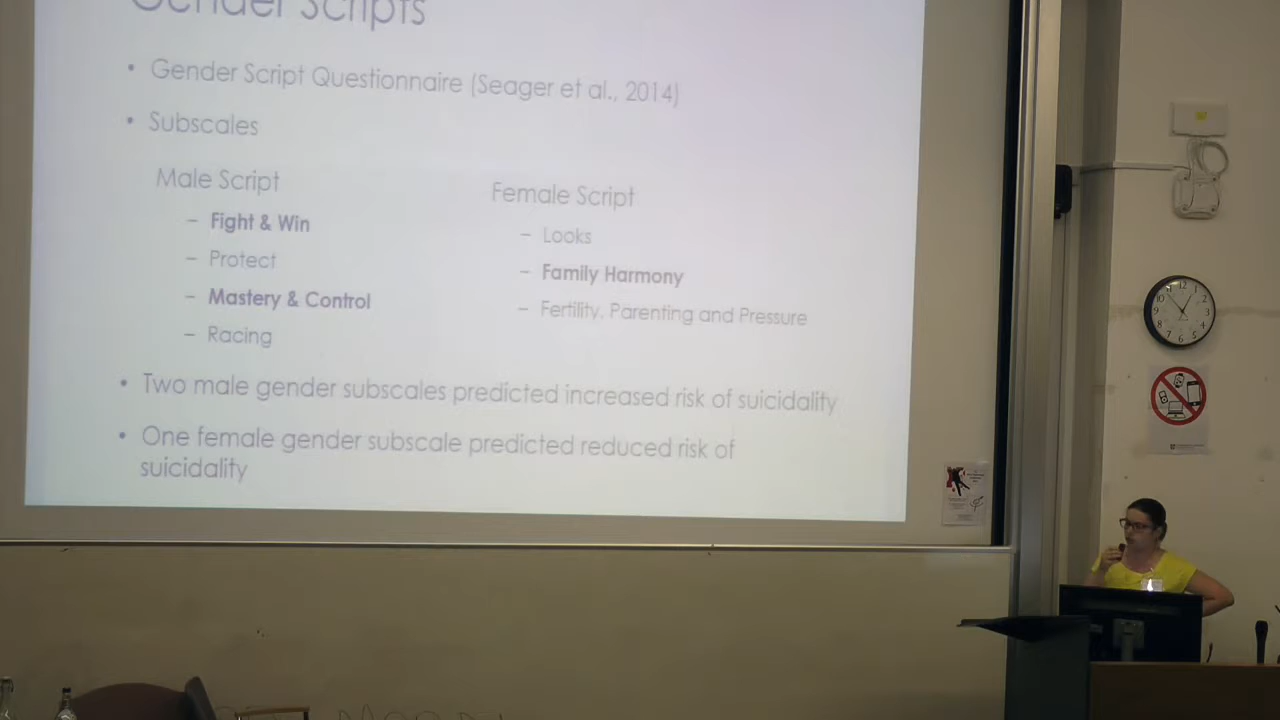 Gender Scripts
• Gender Script Questionnaire (Seager et al., 2014)
• Subscales
Male Script
– Fight & Win
– Protect
– Mastery & Control
– Racing
Female Script
– Looks
– Family Harmony
– Fertility, Parenting and Pressure
• Two male gender subscales predicted increased risk of suicidality
• One female gender subscale predicted reduced risk of
suicidality